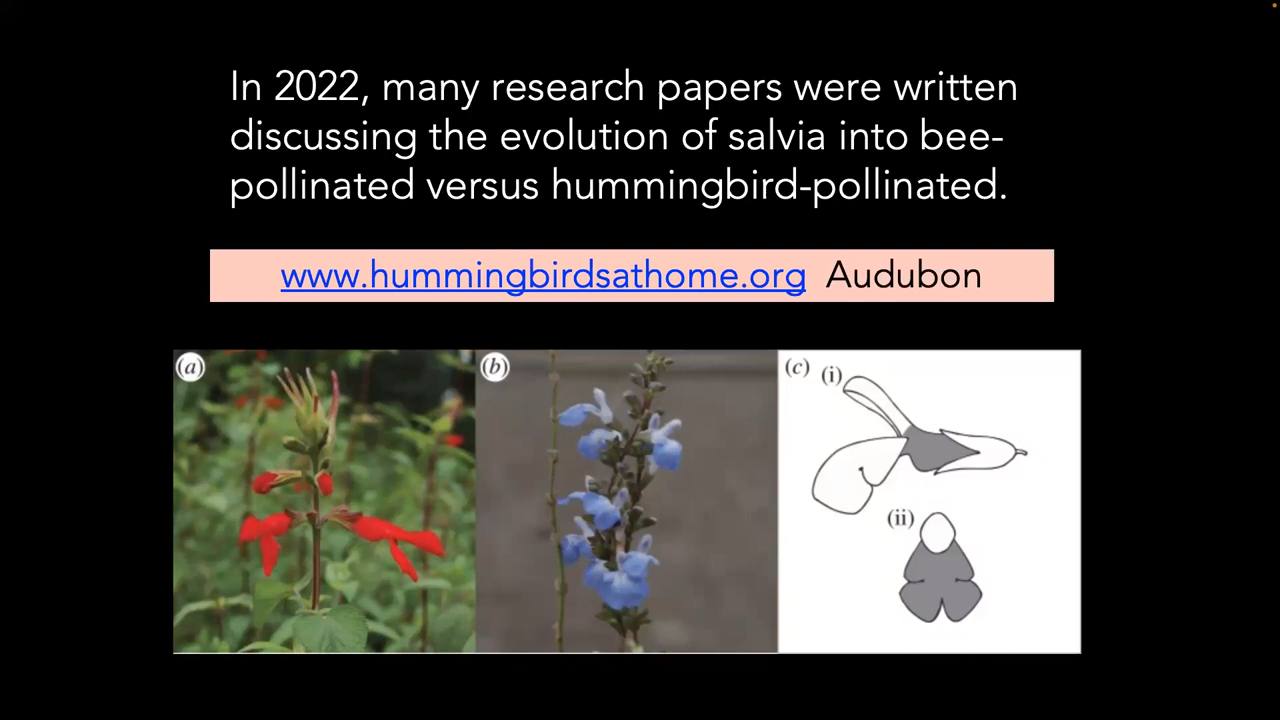 In 2022, many research papers were written
discussing the evolution of salvia into bee-
pollinated versus hummingbird-pollinated.
www.hummingbirdsathome.org Audubon
(a) (b) (c) (i)
(ii)